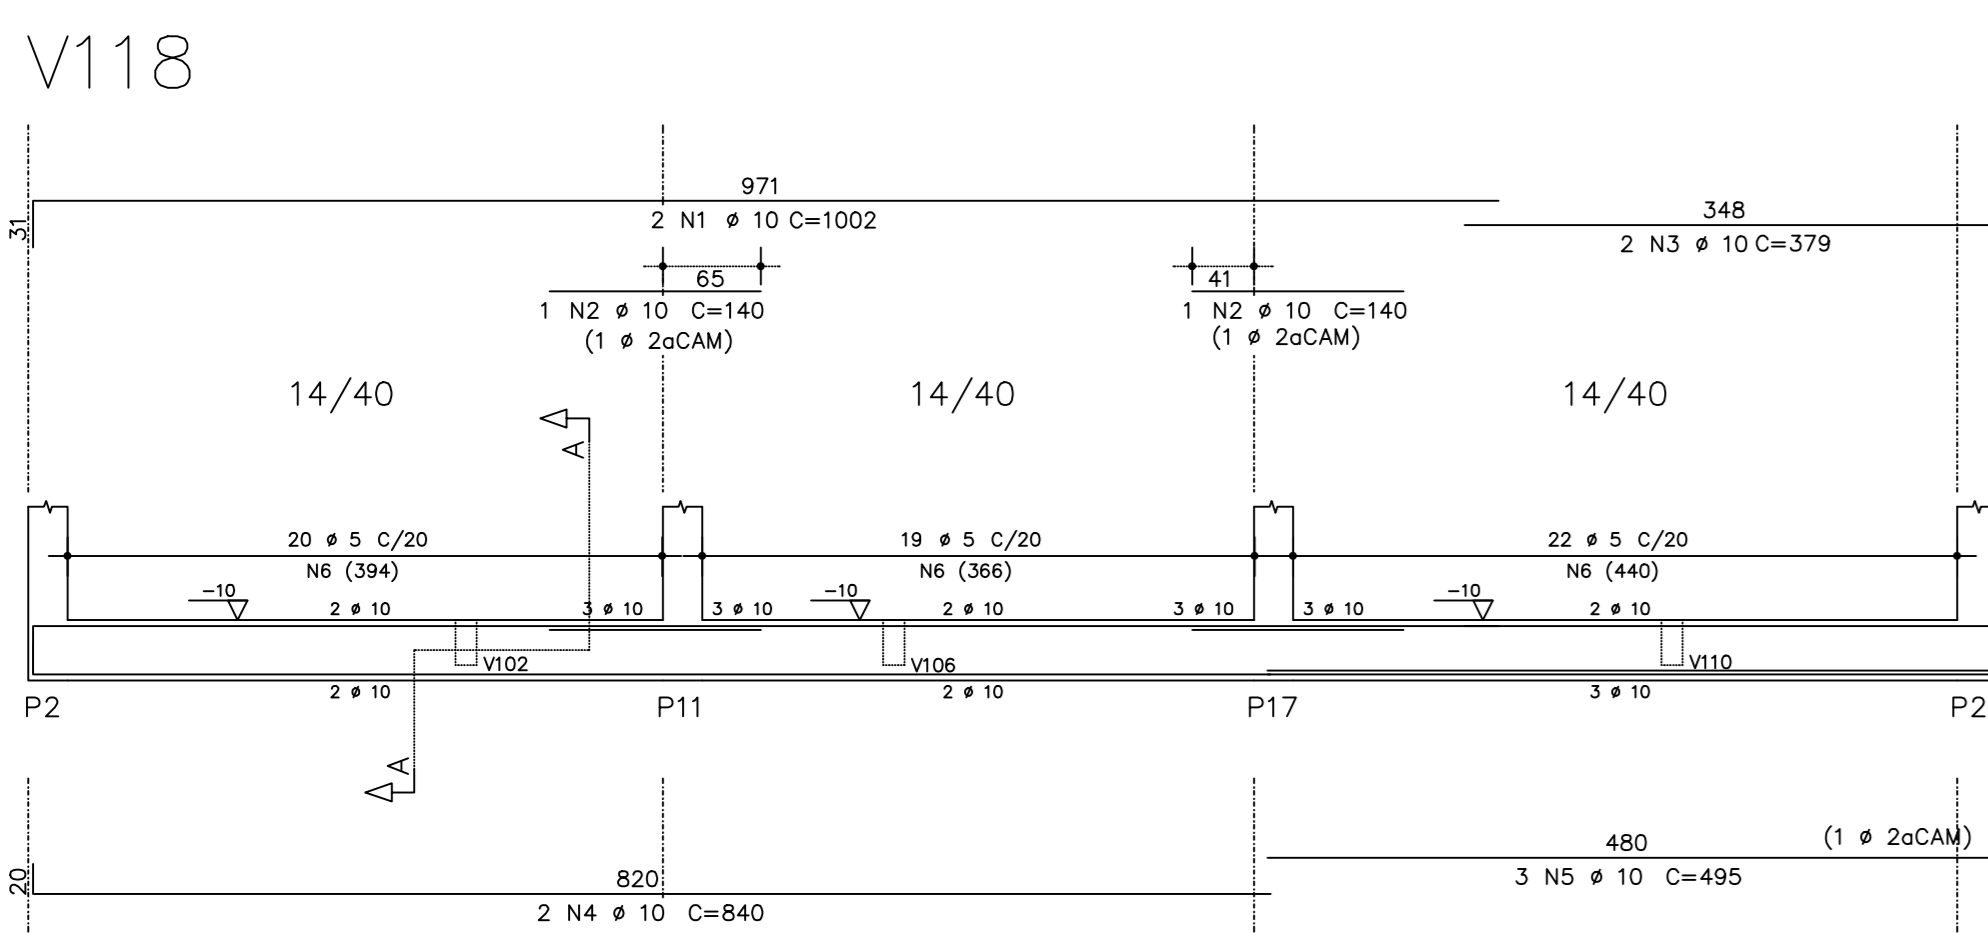 V118
971
31
2 N1 ø 10 C=1002
348
2 N3 ø 10 C=379
65
1 N2 ø 10 C=140
(1 ø 2aCAM)
41
1 N2 ø 10 C=140
(1 ø 2aCAM)
14/40
14/40
14/40
A
20 ø 5 C/20
N6 (394)
19 ø 5 C/20
N6 (366)
22 ø 5 C/20
N6 (440)
-10
2 ø 10
3 ø 10
3 ø 10
-10
2 ø 10
3 ø 10
3 ø 10
-10
2 ø 10
V102
V106
V110
2 ø 10
2 ø 10
3 ø 10
P2
P11
P17
P2
A
20
820
2 N4 ø 10 C=840
480
(1 ø 2aCAM)
3 N5 ø 10 C=495